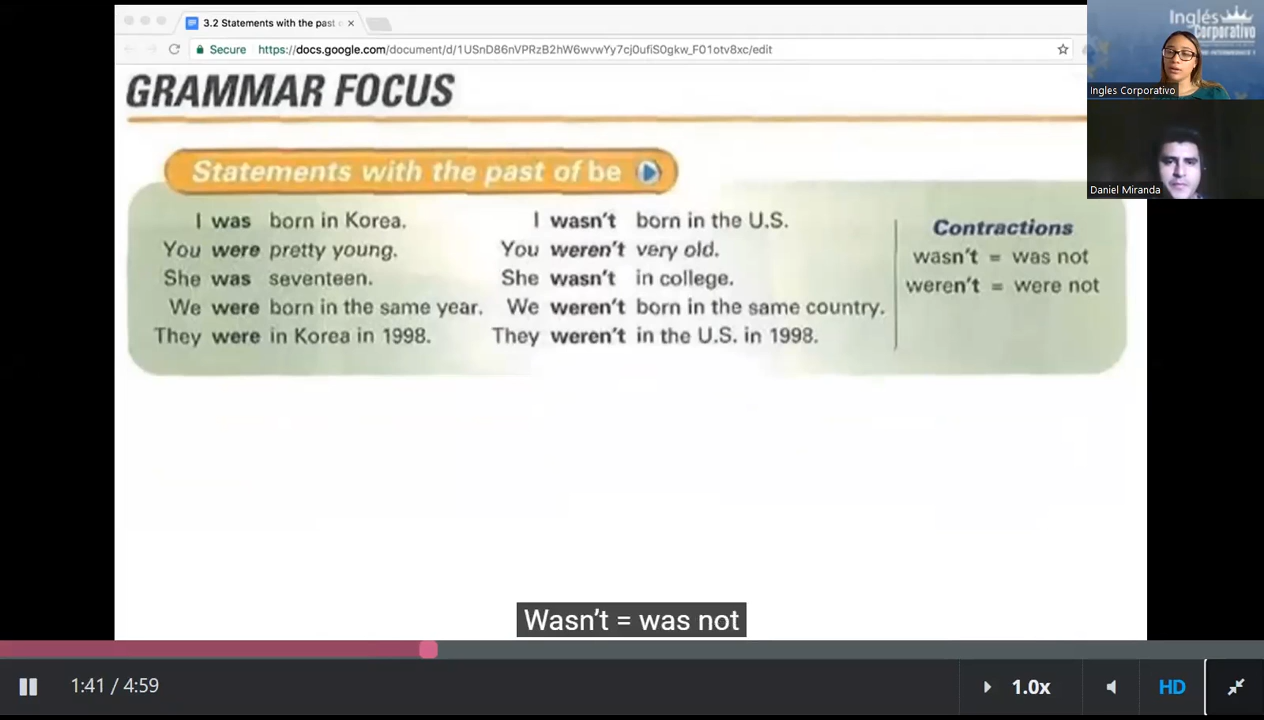 3.2 Statements with the past o
Secure https://docs.google.com/document/d/1USnD86nVPRzB2hW6wvwYy7cj0ufiS0gkw_F01otv8xc/edit
GRAMMAR FOCUS
Statements with the past of be
I was born in Korea.
You were pretty young.
She was seventeen.
We were born in the same year.
They were in Korea in 1998.
I wasn't born in the U.S.
You weren't very old.
She wasn't in college.
We weren't born in the same country.
They weren't in the U.S. in 1998.
Contractions
wasn't = was not
weren't = were not
Inglés
Corporativo
Ingles Corporativo
Daniel Miranda
Wasn't = was not
1:41 / 4:59
1.0x
HD